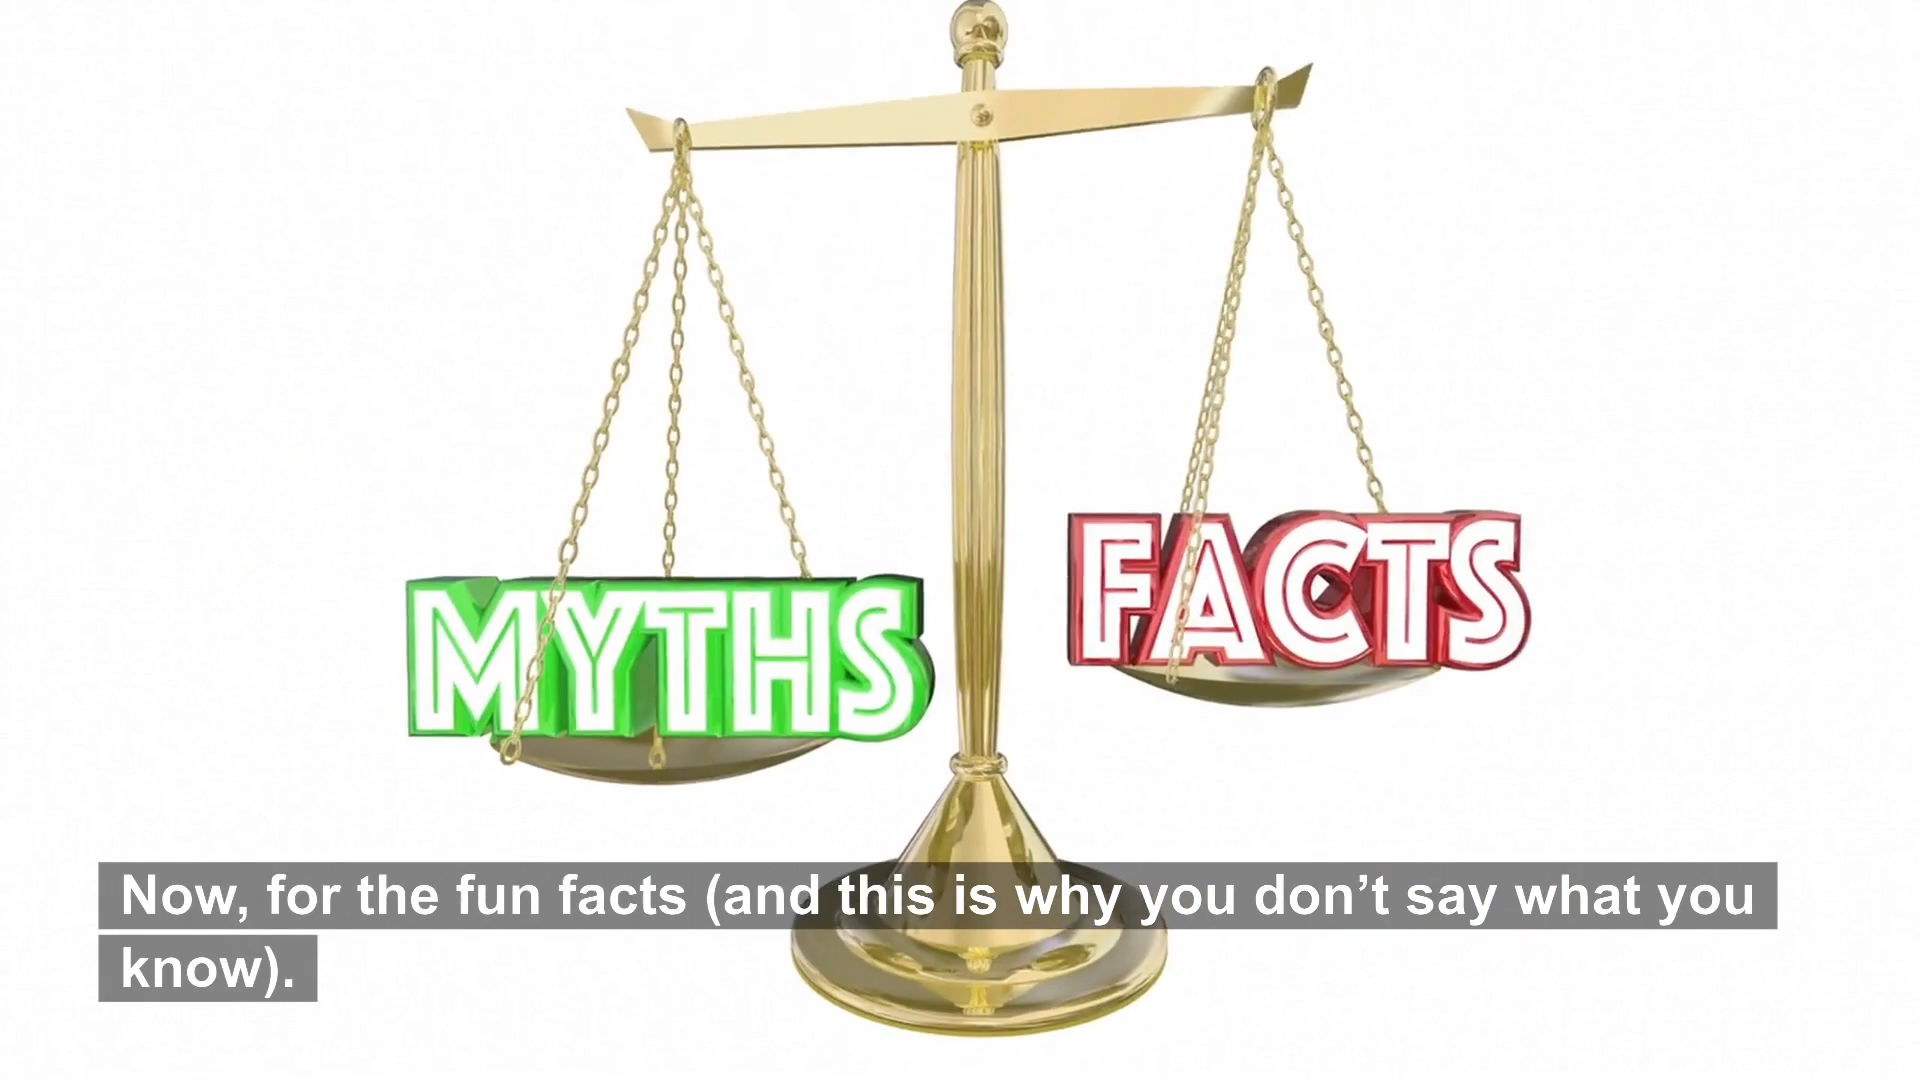 MYTHS
FACTS
Now, for the fun facts (and this is why you don’t say what you
know).